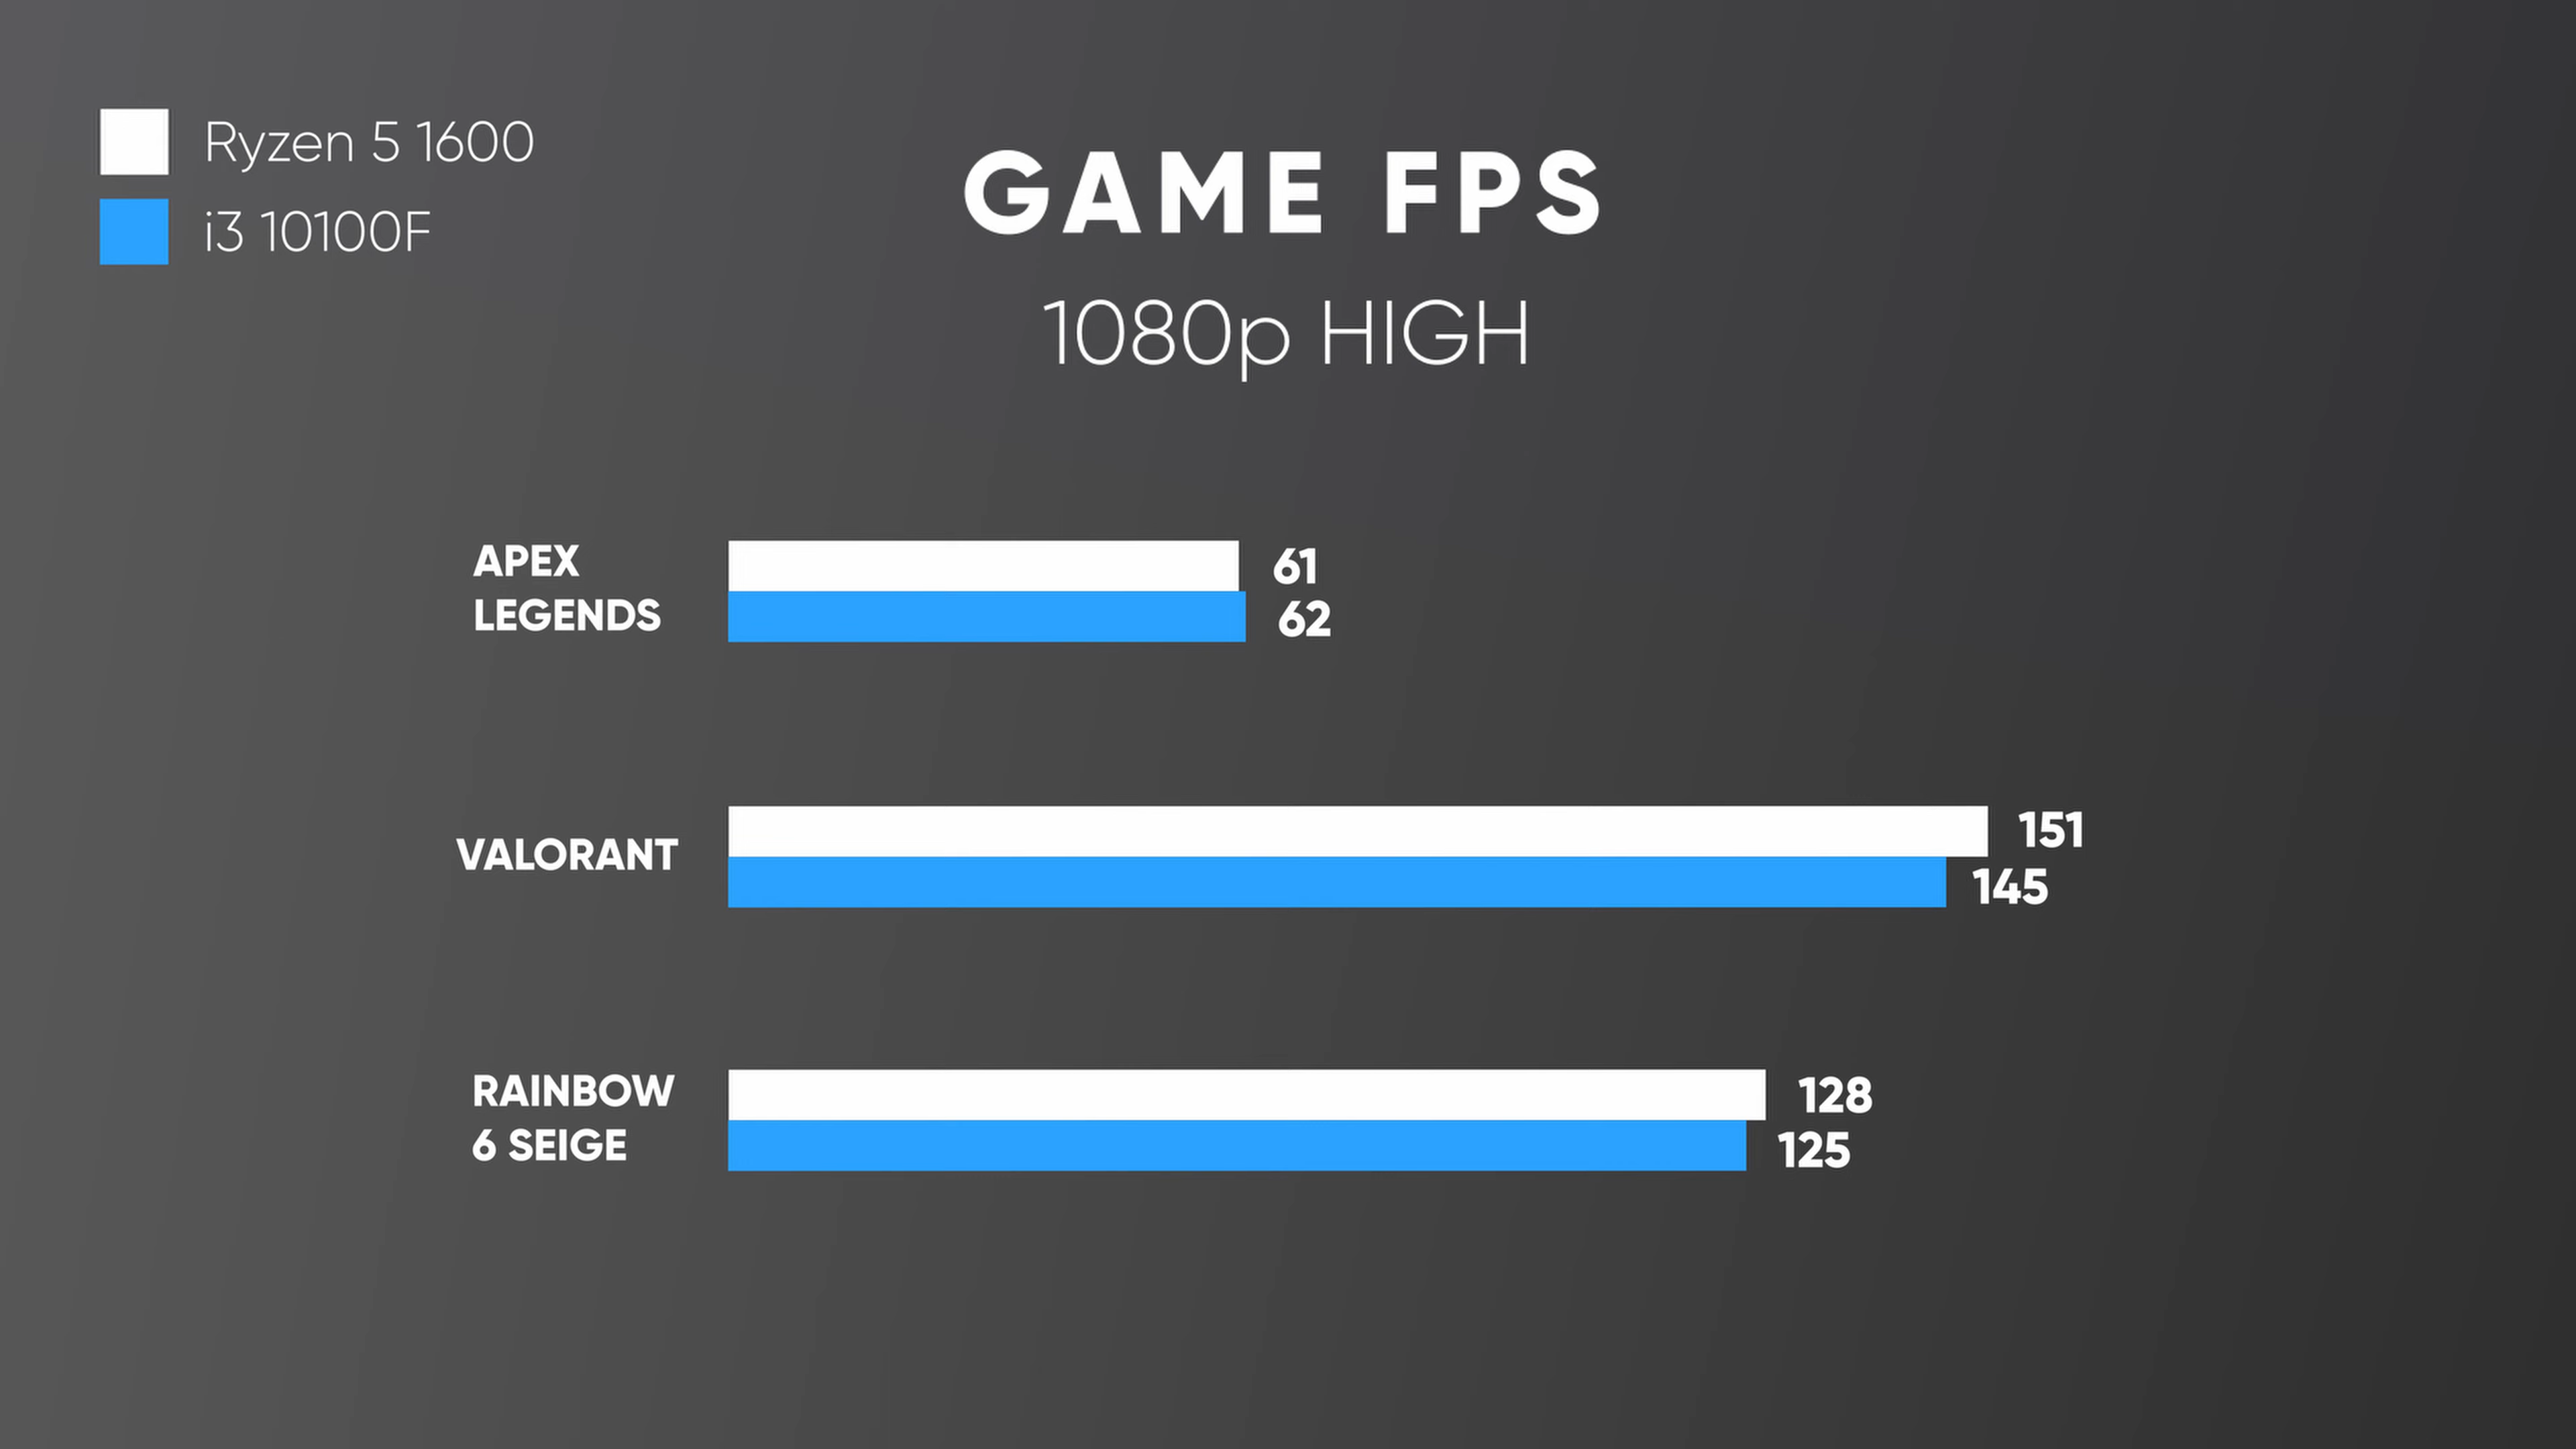 Ryzen 5 1600
i3 10100F
GAME FPS
1080p HIGH
APEX
LEGENDS
61
62
VALORANT
151
145
RAINBOW
6 SEIGE
128
125